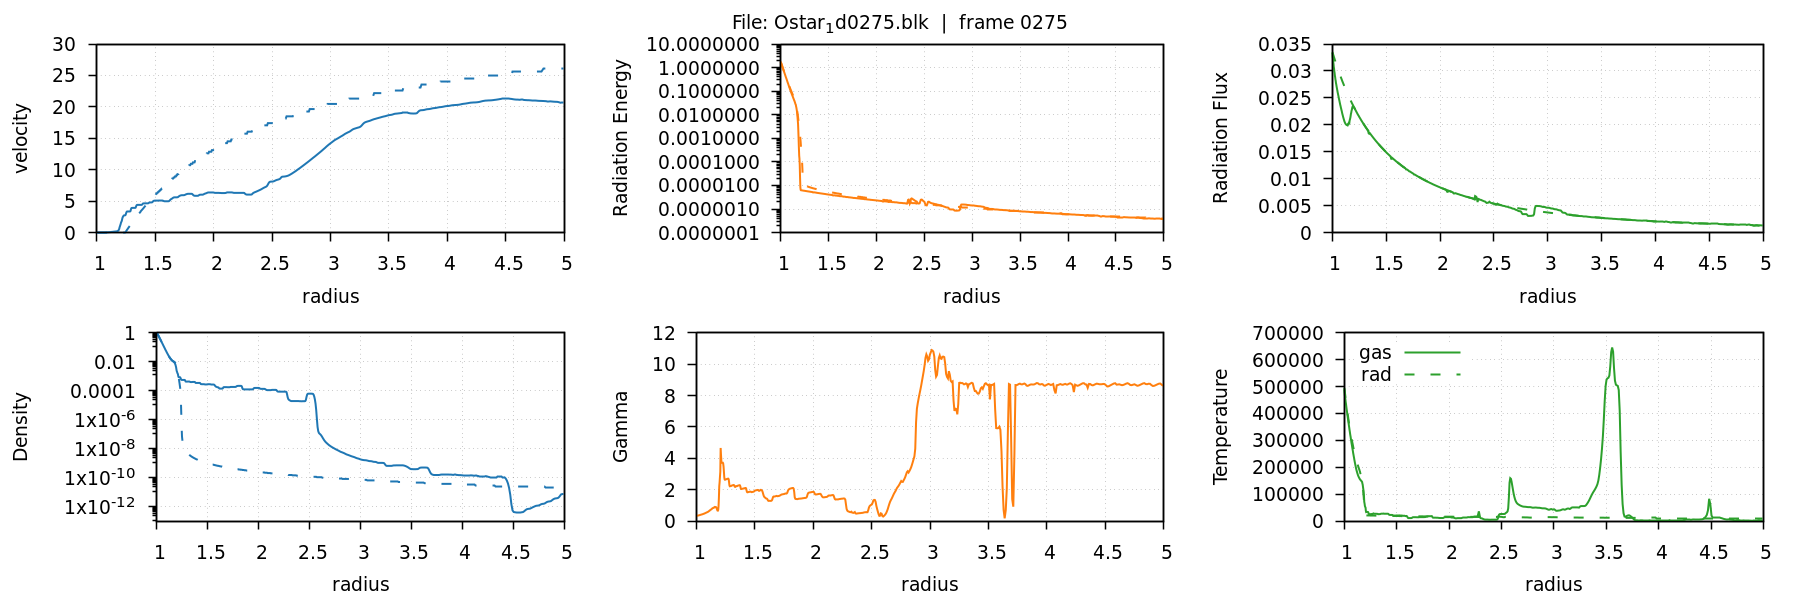 File: Ostar1d0275.blk | frame 0275
velocity
30
25
20
15
10
5
0
1 1.5 2 2.5 3 3.5 4 4.5 5
radius
Radiation Energy
10.0000000
1.0000000
0.1000000
0.0100000
0.0010000
0.0001000
0.0000100
0.0000010
0.0000001
1 1.5 2 2.5 3 3.5 4 4.5 5
radius
Radiation Flux
0.035
0.03
0.025
0.02
0.015
0.01
0.005
0
1 1.5 2 2.5 3 3.5 4 4.5 5
radius
Density
1
0.01
0.0001
1x10-6
1x10-8
1x10-10
1x10-12
1 1.5 2 2.5 3 3.5 4 4.5 5
radius
Gamma
12
10
8
6
4
2
0
1 1.5 2 2.5 3 3.5 4 4.5 5
radius
Temperature
700000
600000
500000
400000
300000
200000
100000
0
gas
rad
1 1.5 2 2.5 3 3.5 4 4.5 5
radius